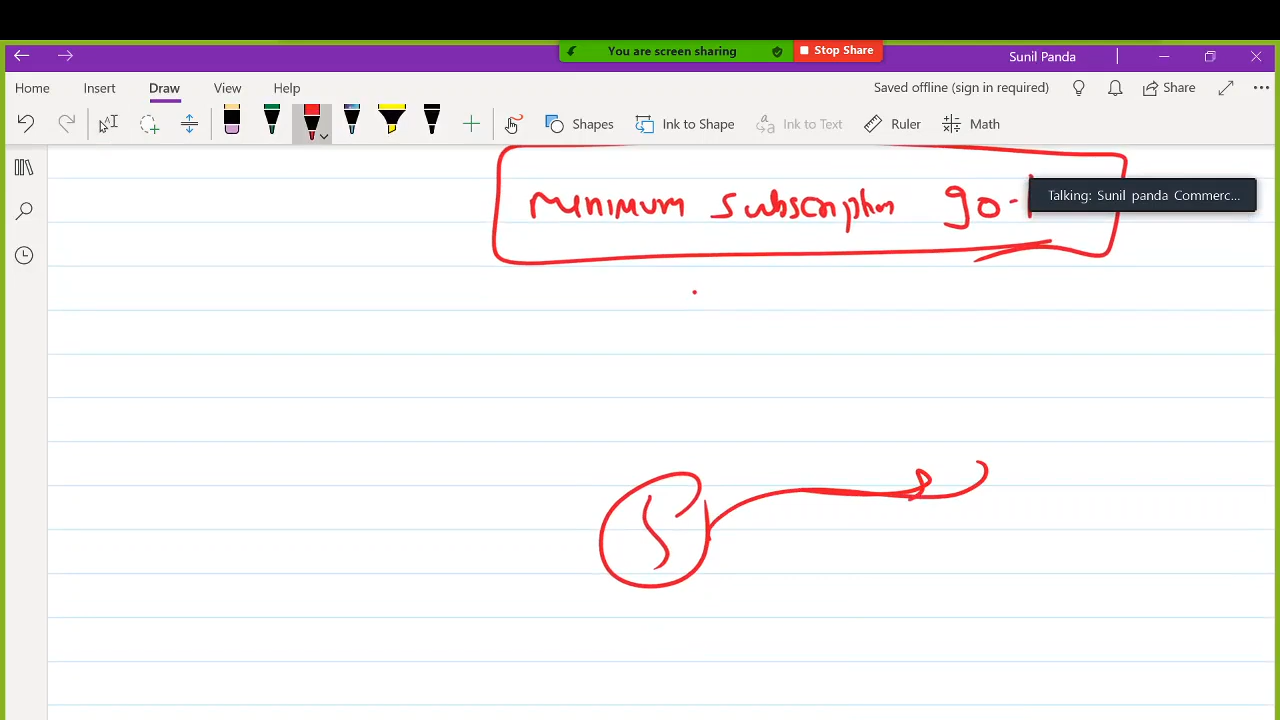 You are screen sharing Stop Share
Sunil Panda
Home Insert Draw View Help Saved offline (sign in required) Share
Shapes Ink to Shape Ink to Text Ruler Math
Talking: Sunil panda Commerc...
minimum subscription 90-
S